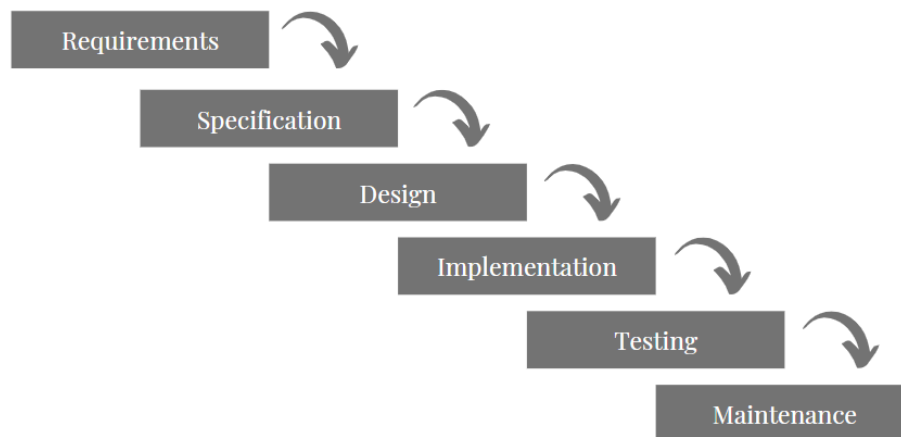 Requirements
Specification
Design
Implementation
Testing
Maintenance